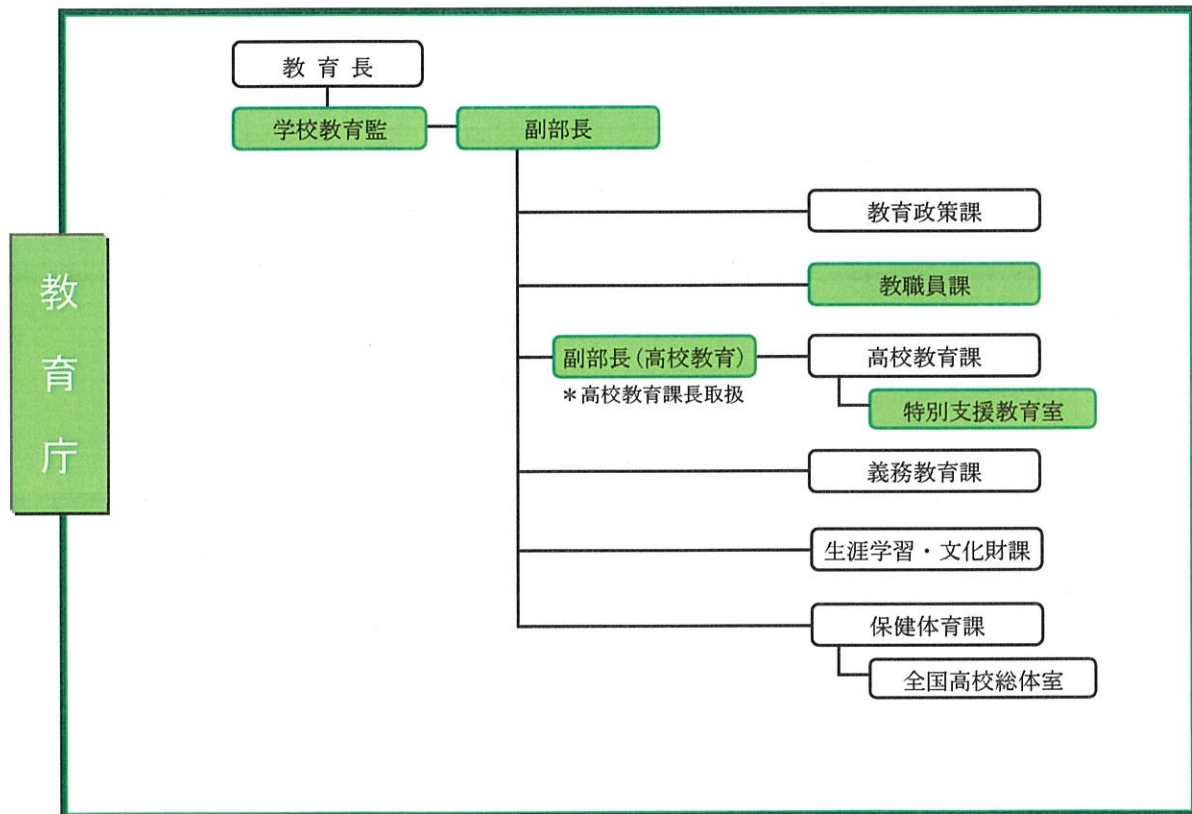 教育庁
教育長
学校教育監
副部長
教育政策課
教職員課
副部長(高校教育)
＊高校教育課長取扱
高校教育課
特別支援教育室
義務教育課
生涯学習・文化財課
保健体育課
全国高校総体室